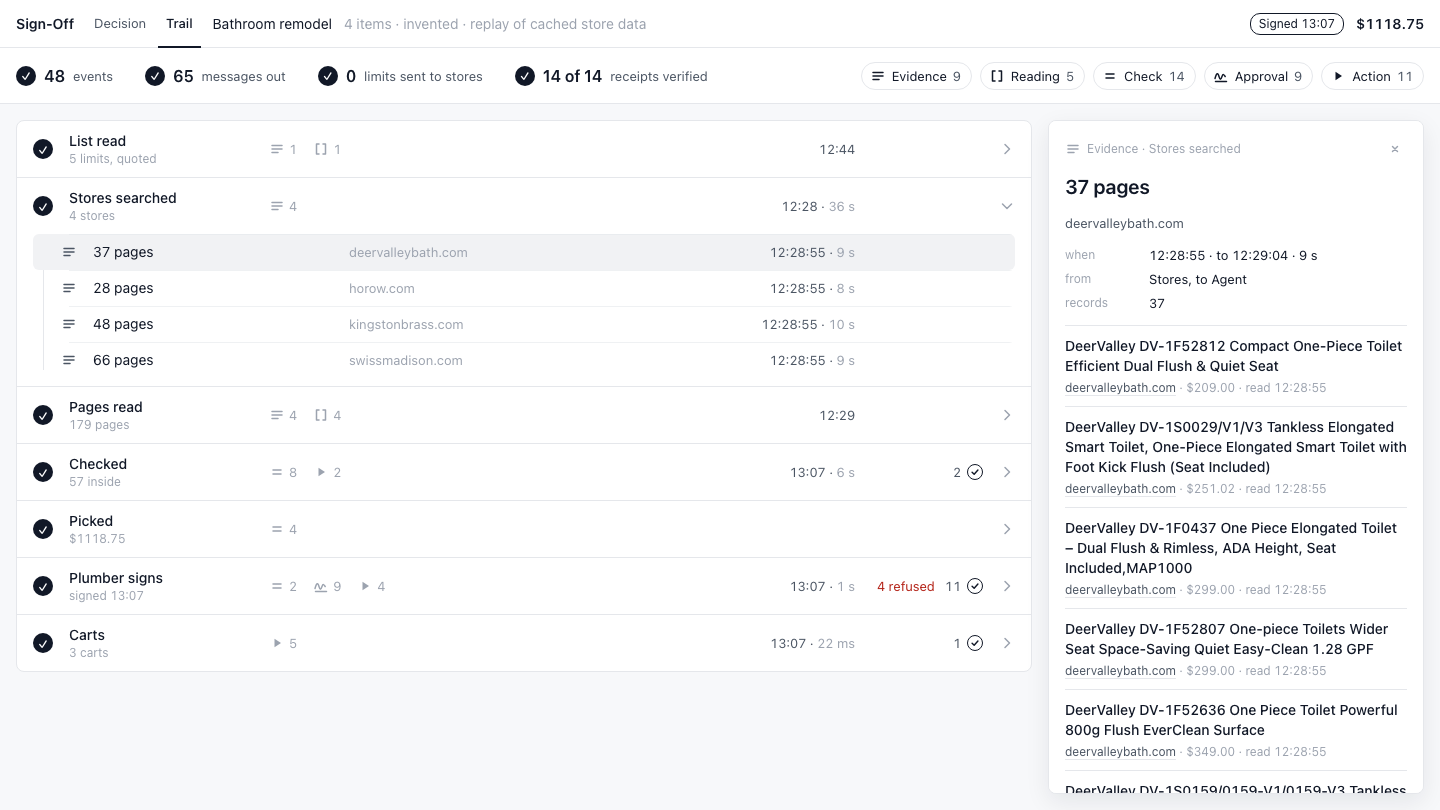 Sign-Off Decision Trail Bathroom remodel 4 items · invented · replay of cached store data Signed 13:07 $1118.75
48 events 65 messages out 0 limits sent to stores 14 of 14 receipts verified Evidence 9 Reading 5 Check 14 Approval 9 Action 11
List read 1 1 12:44
5 limits, quoted
Stores searched 4 12:28 · 36 s
4 stores
37 pages deervalleybath.com 12:28:55 · 9 s
28 pages horow.com 12:28:55 · 8 s
48 pages kingstonbrass.com 12:28:55 · 10 s
66 pages swissmadison.com 12:28:55 · 9 s
Pages read 4 4 12:29
179 pages
Checked 8 2 13:07 · 6 s 2
57 inside
Picked 4
$1118.75
Plumber signs 2 9 4 13:07 · 1 s 4 refused 11
signed 13:07
Carts 5 13:07 · 22 ms 1
3 carts
Evidence · Stores searched
37 pages
deervalleybath.com
when 12:28:55 · to 12:29:04 · 9 s
from Stores, to Agent
records 37
DeerValley DV-1F52812 Compact One-Piece Toilet
Efficient Dual Flush & Quiet Seat
deervalleybath.com · $209.00 · read 12:28:55
DeerValley DV-1S0029/V1/V3 Tankless Elongated
Smart Toilet, One-Piece Elongated Smart Toilet with
Foot Kick Flush (Seat Included)
deervalleybath.com · $251.02 · read 12:28:55
DeerValley DV-1F0437 One Piece Elongated Toilet
– Dual Flush & Rimless, ADA Height, Seat
Included,MAP1000
deervalleybath.com · $299.00 · read 12:28:55
DeerValley DV-1F52807 One-piece Toilets Wider
Seat Space-Saving Quiet Easy-Clean 1.28 GPF
deervalleybath.com · $299.00 · read 12:28:55
DeerValley DV-1F52636 One Piece Toilet Powerful
800g Flush EverClean Surface
deervalleybath.com · $349.00 · read 12:28:55
DeerValley DV-1S0159/0159-V1/0159-V3 Tankless